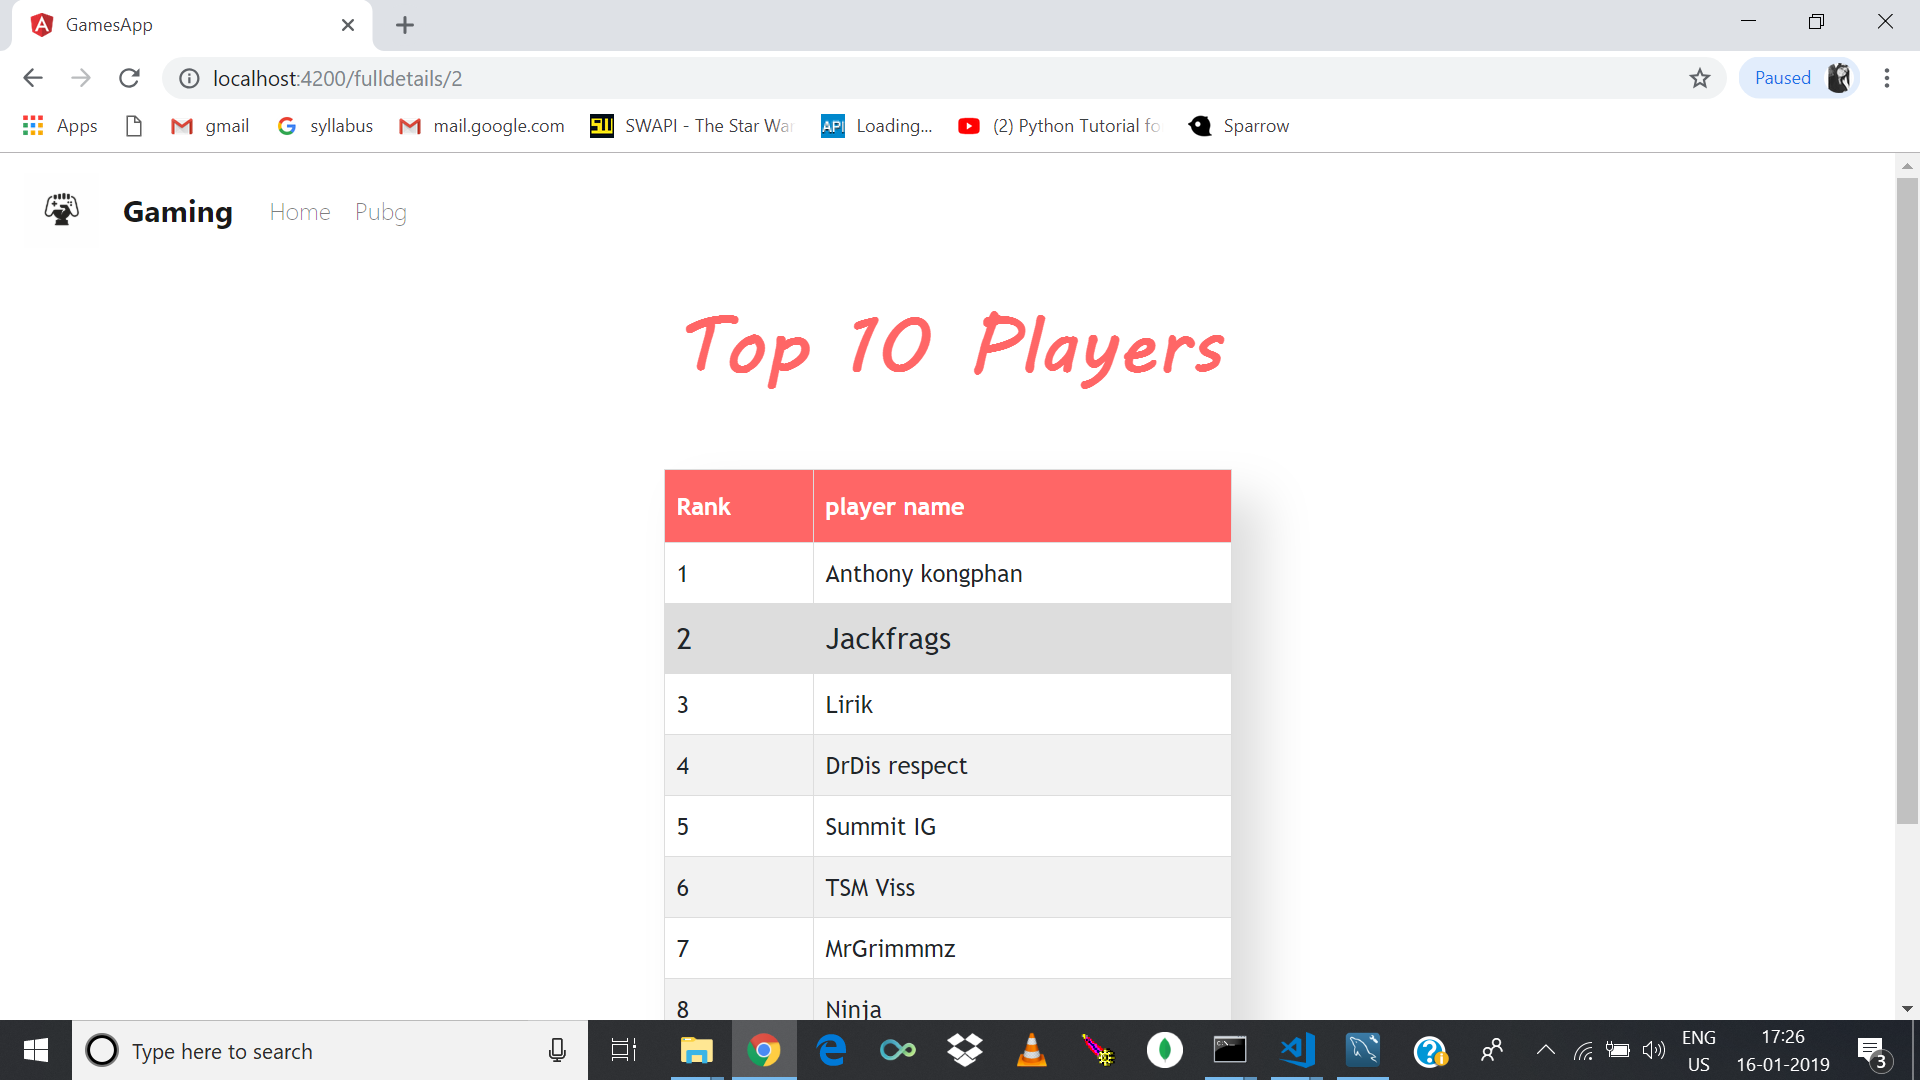 GamesApp
localhost:4200/fulldetails/2
Paused
Apps gmail syllabus mail.google.com SWAPI - The Star War API Loading... (2) Python Tutorial fo Sparrow
Gaming Home Pubg
Top 10 Players
Rank player name
1 Anthony kongphan
2 Jackfrags
3 Lirik
4 DrDis respect
5 Summit IG
6 TSM Viss
7 MrGrimmmz
8 Ninja
Type here to search
ENG
US
17:26
16-01-2019
3